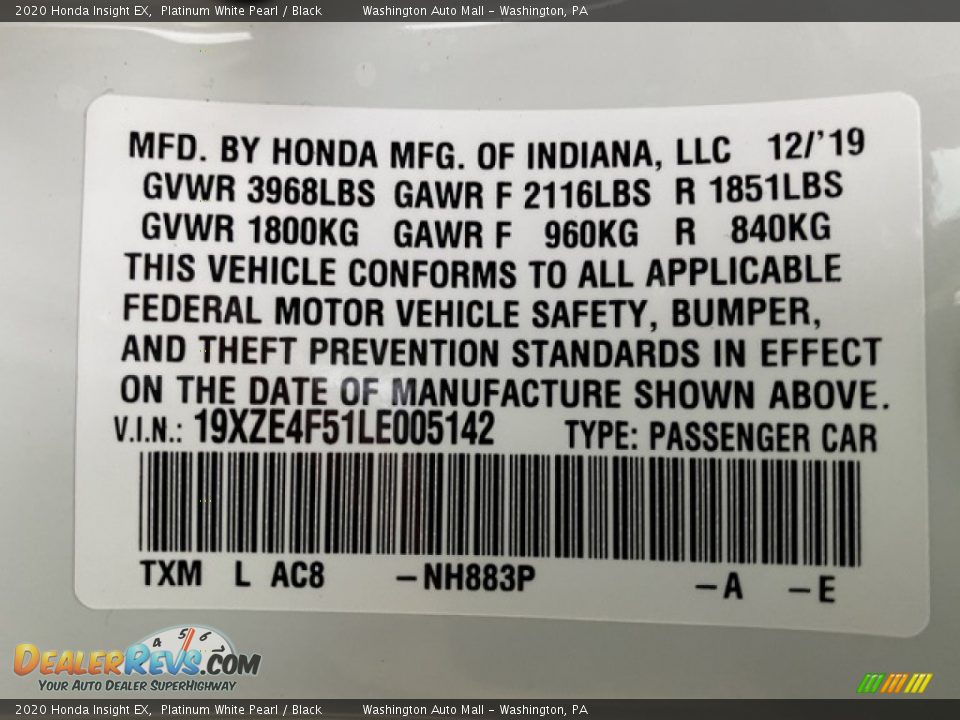 2020 Honda Insight EX, Platinum White Pearl / Black Washington Auto Mall - Washington, PA
MFD. BY HONDA MFG. OF INDIANA, LLC 12/'19
GVWR 3968LBS GAWR F 2116LBS R 1851LBS
GVWR 1800KG GAWR F 960KG R 840KG
THIS VEHICLE CONFORMS TO ALL APPLICABLE
FEDERAL MOTOR VEHICLE SAFETY, BUMPER,
AND THEFT PREVENTION STANDARDS IN EFFECT
ON THE DATE OF MANUFACTURE SHOWN ABOVE.
V.I.N.: 19XZE4F51LE005142 TYPE: PASSENGER CAR
TXM L AC8 -NH883P -A -E
4 5 6 7
DEALERREVS.COM
YOUR AUTO DEALER SUPERHIGHWAY
2020 Honda Insight EX, Platinum White Pearl / Black Washington Auto Mall - Washington, PA